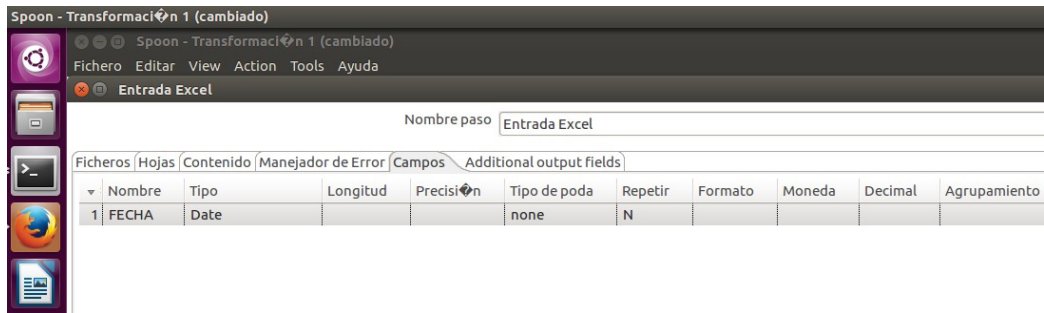 Spoon - Transformaci�n 1 (cambiado)
Spoon - Transformaci�n 1 (cambiado)
Fichero Editar View Action Tools Ayuda
Entrada Excel
Nombre paso Entrada Excel
Ficheros Hojas Contenido Manejador de Error Campos Additional output fields
Nombre Tipo Longitud Precisi�n Tipo de poda Repetir Formato Moneda Decimal Agrupamiento
1 FECHA Date none N